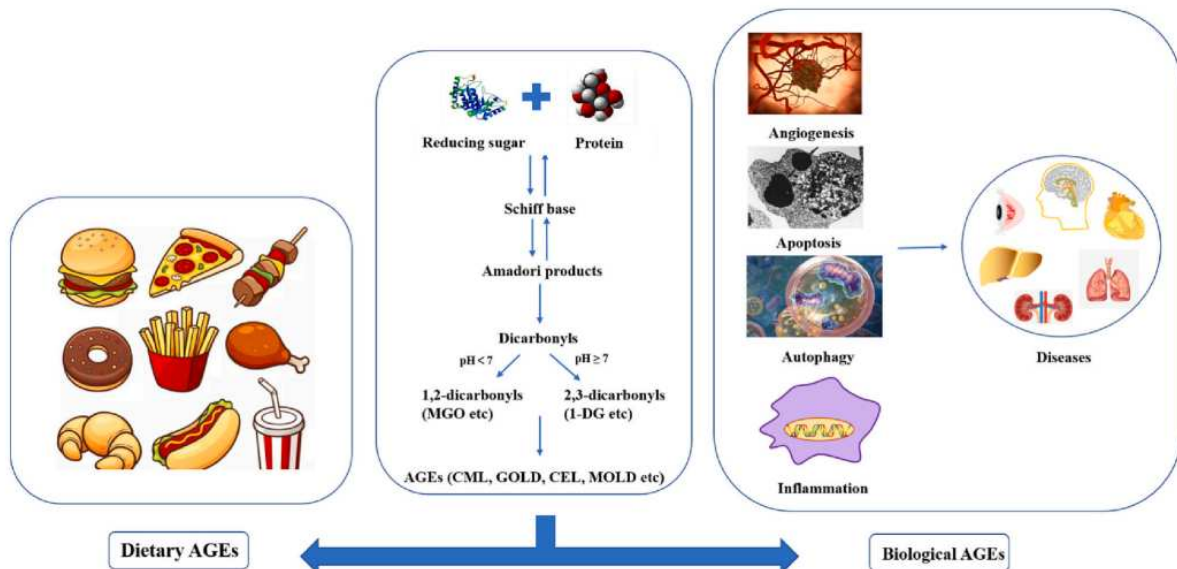 Reducing sugar
Protein
Schiff base
Amadori products
Dicarbonyls
pH < 7
pH ≥ 7
1,2-dicarbonyls
(MGO etc)
2,3-dicarbonyls
(1-DG etc)
AGEs (CML, GOLD, CEL, MOLD etc)
Angiogenesis
Apoptosis
Autophagy
Inflammation
Diseases
Dietary AGEs
Biological AGEs